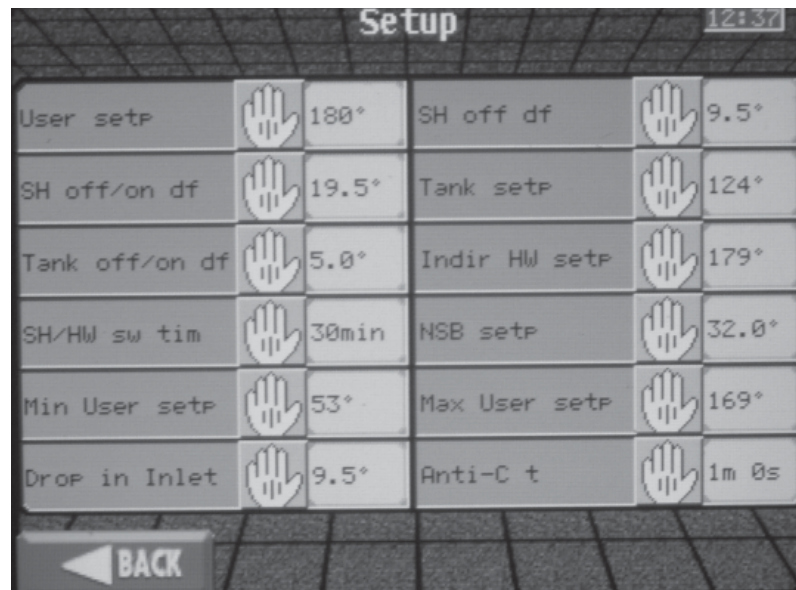 Setup
12:37
User setp 180° SH off df 9.5°
SH off/on df 19.5° Tank setp 124°
Tank off/on df 5.0° Indir HW setp 179°
SH/HW sw tim 30min NSB setp 32.0°
Min User setp 53° Max User setp 169°
Drop in Inlet 9.5° Anti-C t 1m 0s
BACK